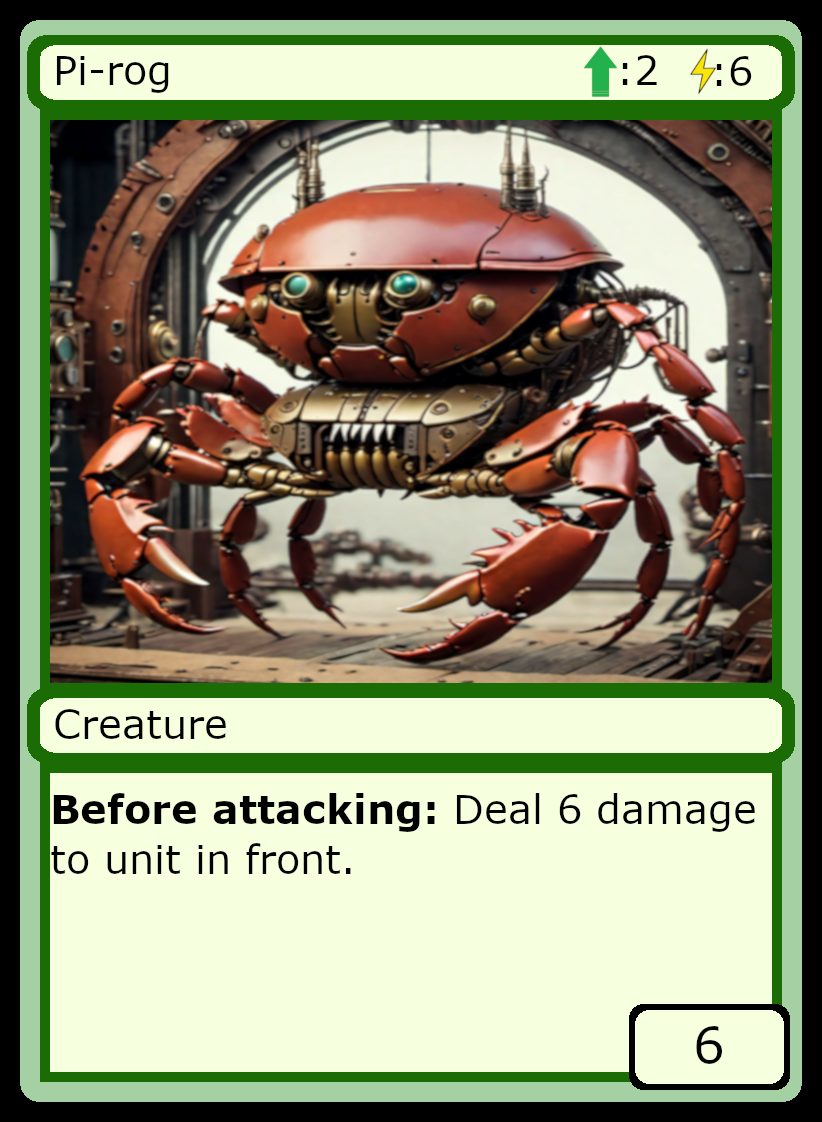 Pi-rog :2 :6
Creature
Before attacking: Deal 6 damage
to unit in front.
6